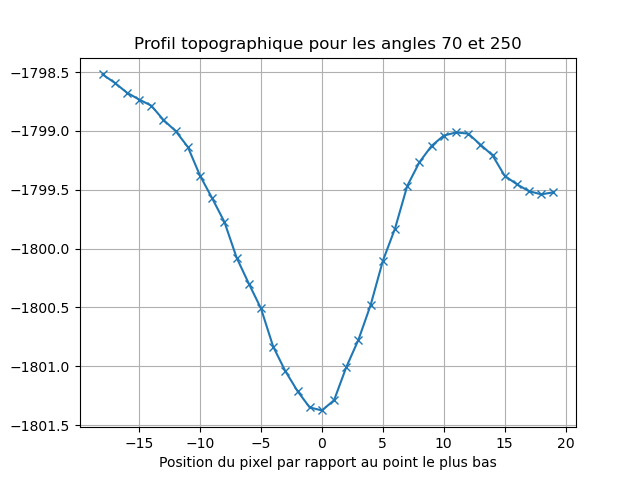 Profil topographique pour les angles 70 et 250
−1798.5
−1799.0
−1799.5
−1800.0
−1800.5
−1801.0
−1801.5
−15 −10 −5 0 5 10 15 20
Position du pixel par rapport au point le plus bas